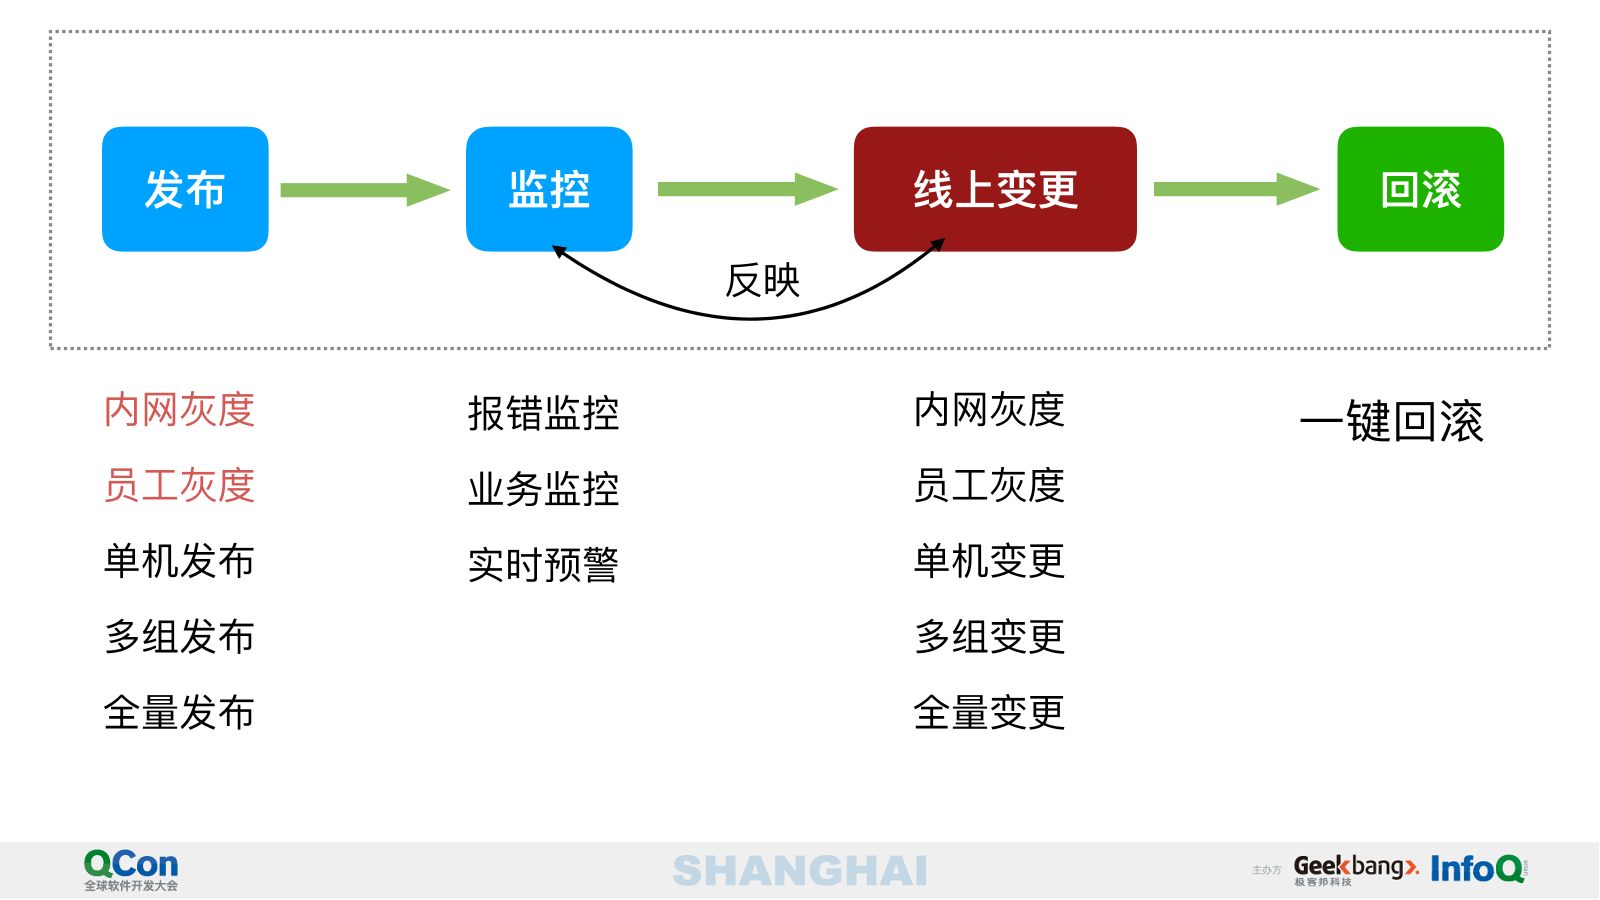 发布
监控
线上变更
回滚
反映
内网灰度
员工灰度
单机发布
多组发布
全量发布
报错监控
业务监控
实时预警
内网灰度
员工灰度
单机变更
多组变更
全量变更
一键回滚
QCon
全球软件开发大会
SHANGHAI
主办方
Geekbang>.
极客邦科技
InfoQ